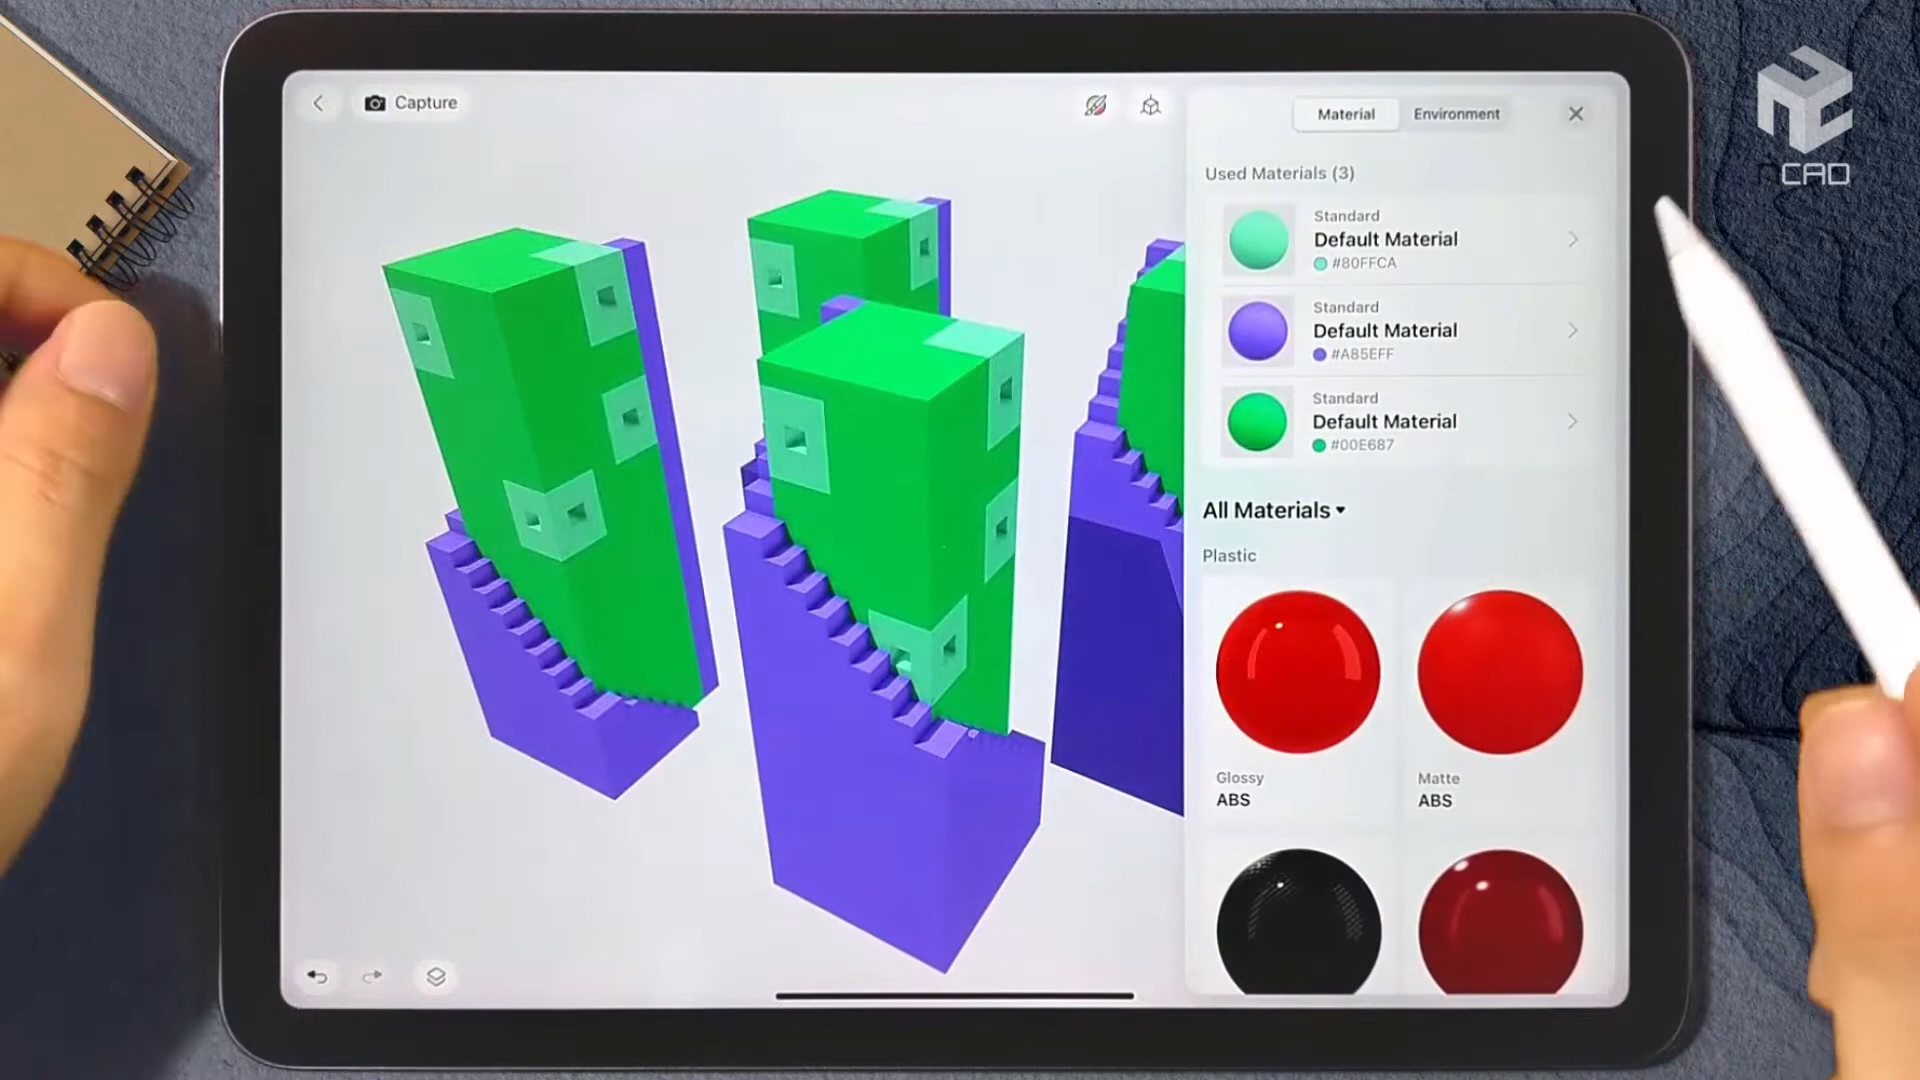 Capture
Material
Environment
nCAD
Used Materials (3)
Standard
Default Material
#80FFCA
Standard
Default Material
#A85EFF
Standard
Default Material
#00E687
All Materials
Plastic
Glossy
ABS
Matte
ABS